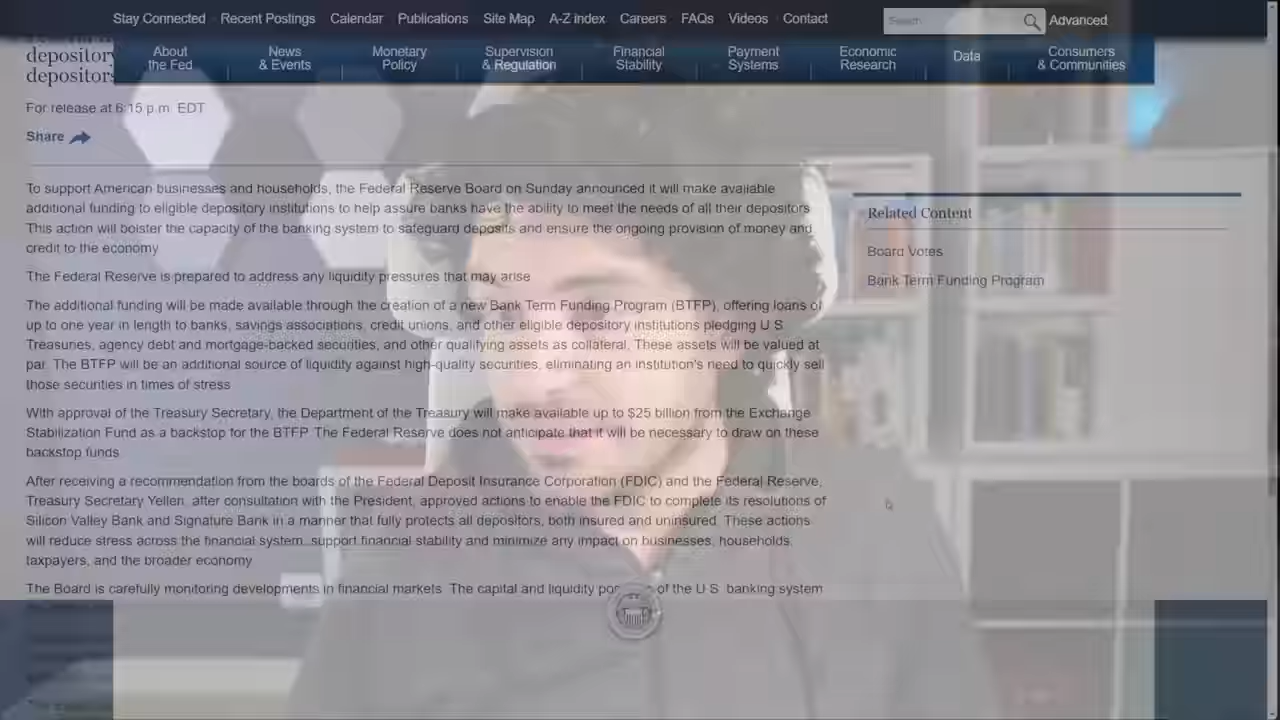 Stay Connected Recent Postings Calendar Publications Site Map A-Z index Careers FAQs Videos Contact Search Advanced
About the Fed
News & Events
Monetary Policy
Supervision & Regulation
Financial Stability
Payment Systems
Economic Research
Data
Consumers & Communities
depository
depositors
For release at 6:15 p.m. EDT
Share
To support American businesses and households, the Federal Reserve Board on Sunday announced it will make available
additional funding to eligible depository institutions to help assure banks have the ability to meet the needs of all their depositors
This action will bolster the capacity of the banking system to safeguard deposits and ensure the ongoing provision of money and
credit to the economy
The Federal Reserve is prepared to address any liquidity pressures that may arise
The additional funding will be made available through the creation of a new Bank Term Funding Program (BTFP), offering loans of
up to one year in length to banks, savings associations, credit unions, and other eligible depository institutions pledging U.S.
Treasuries, agency debt and mortgage-backed securities, and other qualifying assets as collateral. These assets will be valued at
par. The BTFP will be an additional source of liquidity against high-quality securities, eliminating an institution's need to quickly sell
those securities in times of stress
With approval of the Treasury Secretary, the Department of the Treasury will make available up to $25 billion from the Exchange
Stabilization Fund as a backstop for the BTFP. The Federal Reserve does not anticipate that it will be necessary to draw on these
backstop funds
After receiving a recommendation from the boards of the Federal Deposit Insurance Corporation (FDIC) and the Federal Reserve,
Treasury Secretary Yellen, after consultation with the President, approved actions to enable the FDIC to complete its resolutions of
Silicon Valley Bank and Signature Bank in a manner that fully protects all depositors, both insured and uninsured. These actions
will reduce stress across the financial system, support financial stability and minimize any impact on businesses, households,
taxpayers, and the broader economy
The Board is carefully monitoring developments in financial markets. The capital and liquidity of the U.S. banking system
Related Content
Board Votes
Bank Term Funding Program